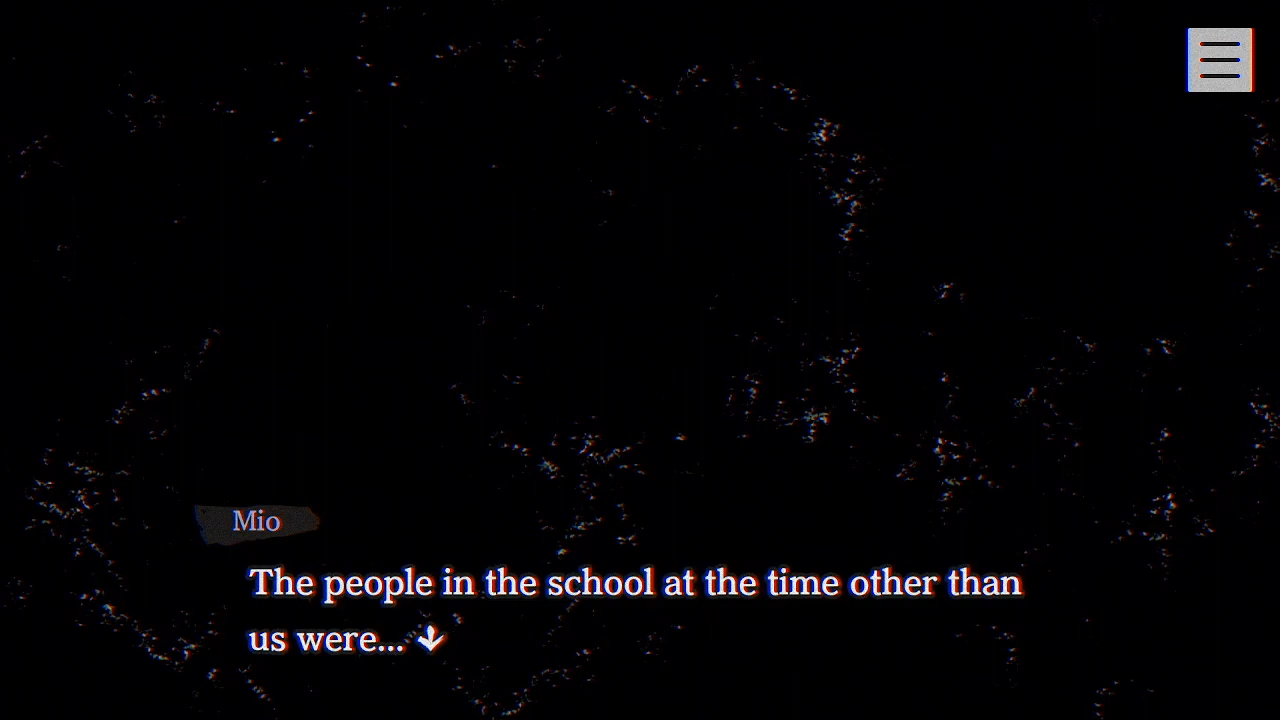 Mio
The people in the school at the time other than
us were...